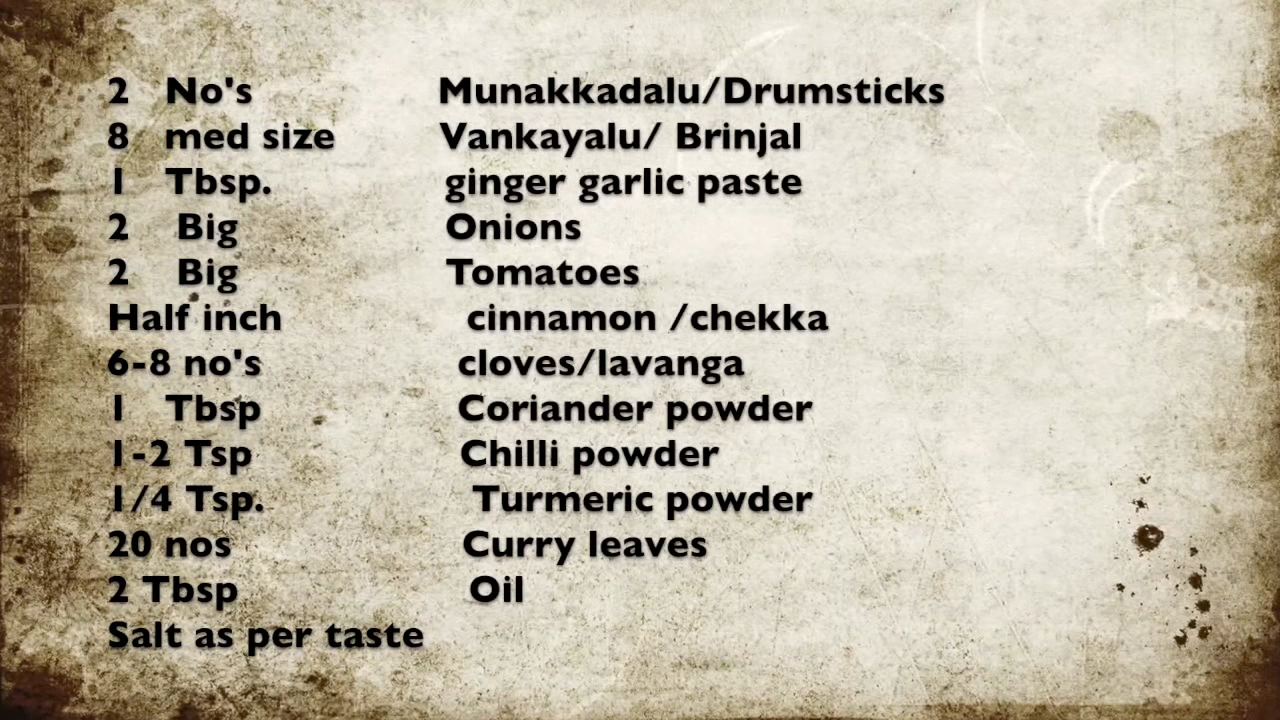 2 No's Munakkadalu/Drumsticks
8 med size Vankayalu/ Brinjal
1 Tbsp. ginger garlic paste
2 Big Onions
2 Big Tomatoes
Half inch cinnamon /chekka
6-8 no's cloves/lavanga
1 Tbsp Coriander powder
1-2 Tsp Chilli powder
1/4 Tsp. Turmeric powder
20 nos Curry leaves
2 Tbsp Oil
Salt as per taste